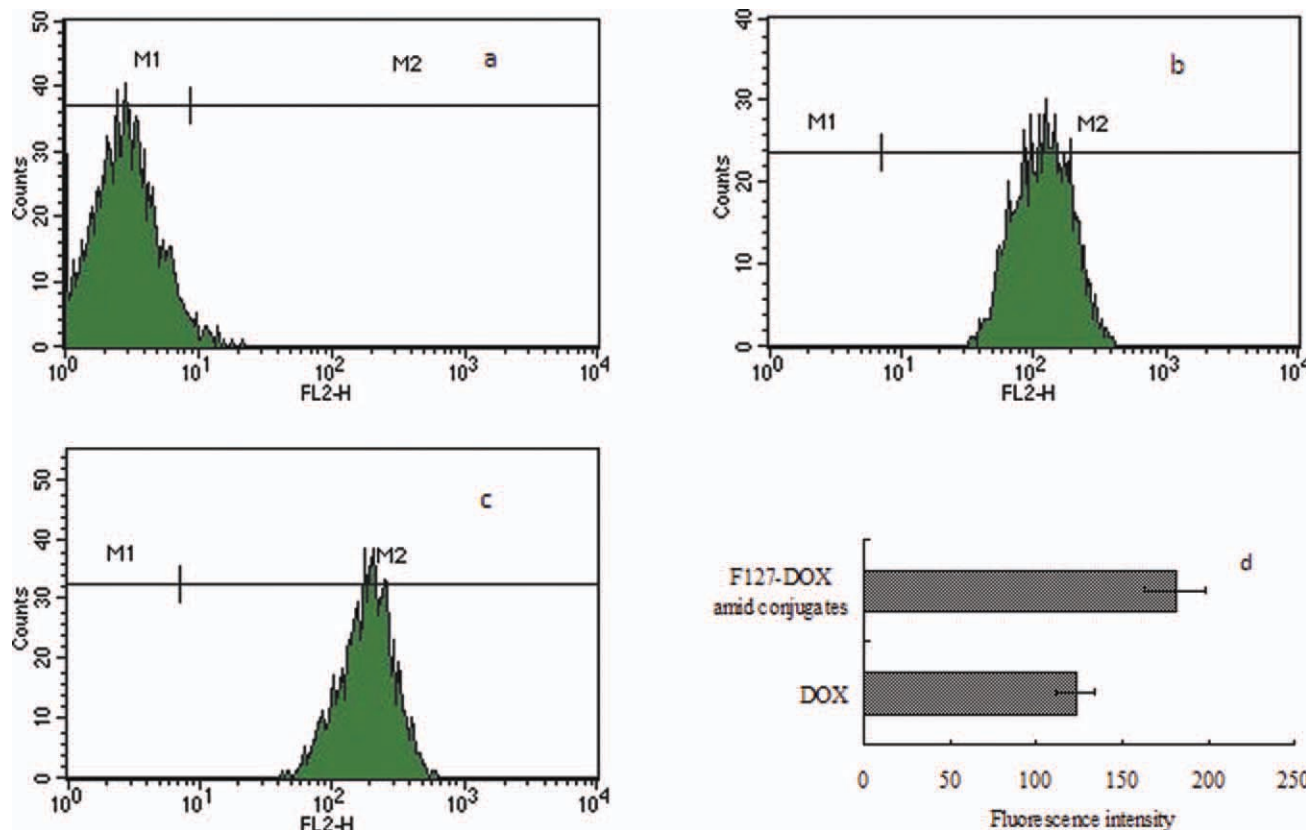 50
40
30
20
10
0
Counts
M1
M2
a
10^0 10^1 10^2 10^3 10^4
FL2-H
40
30
20
10
0
Counts
M1
M2
b
10^0 10^1 10^2 10^3 10^4
FL2-H
50
40
30
20
10
0
Counts
M1
M2
c
10^0 10^1 10^2 10^3 10^4
FL2-H
F127-DOX
amid conjugates
d
DOX
0 50 100 150 200 250
Fluorescence intensity